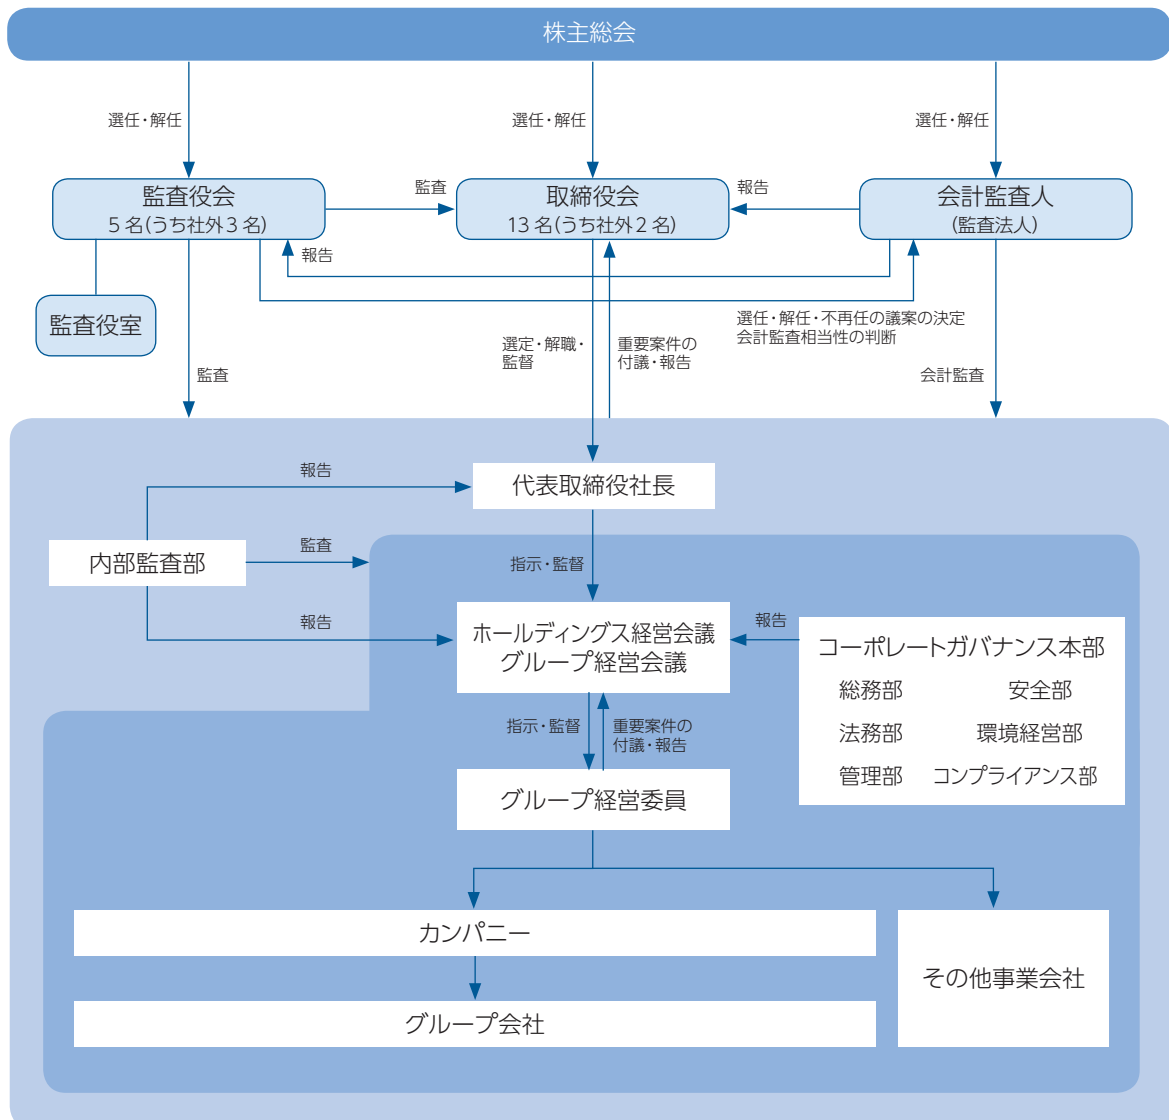 株主総会
選任・解任
選任・解任
選任・解任
監査役会
5名(うち社外3名)
監査
取締役会
13名(うち社外2名)
報告
会計監査人
(監査法人)
報告
監査役室
選任・解任・不再任の議案の決定
会計監査相当性の判断
選定・解職・
監督
重要案件の
付議・報告
監査
会計監査
報告
代表取締役社長
内部監査部
監査
指示・監督
報告
ホールディングス経営会議
グループ経営会議
報告
コーポレートガバナンス本部
総務部
安全部
法務部
環境経営部
管理部
コンプライアンス部
指示・監督
重要案件の
付議・報告
グループ経営委員
カンパニー
その他事業会社
グループ会社